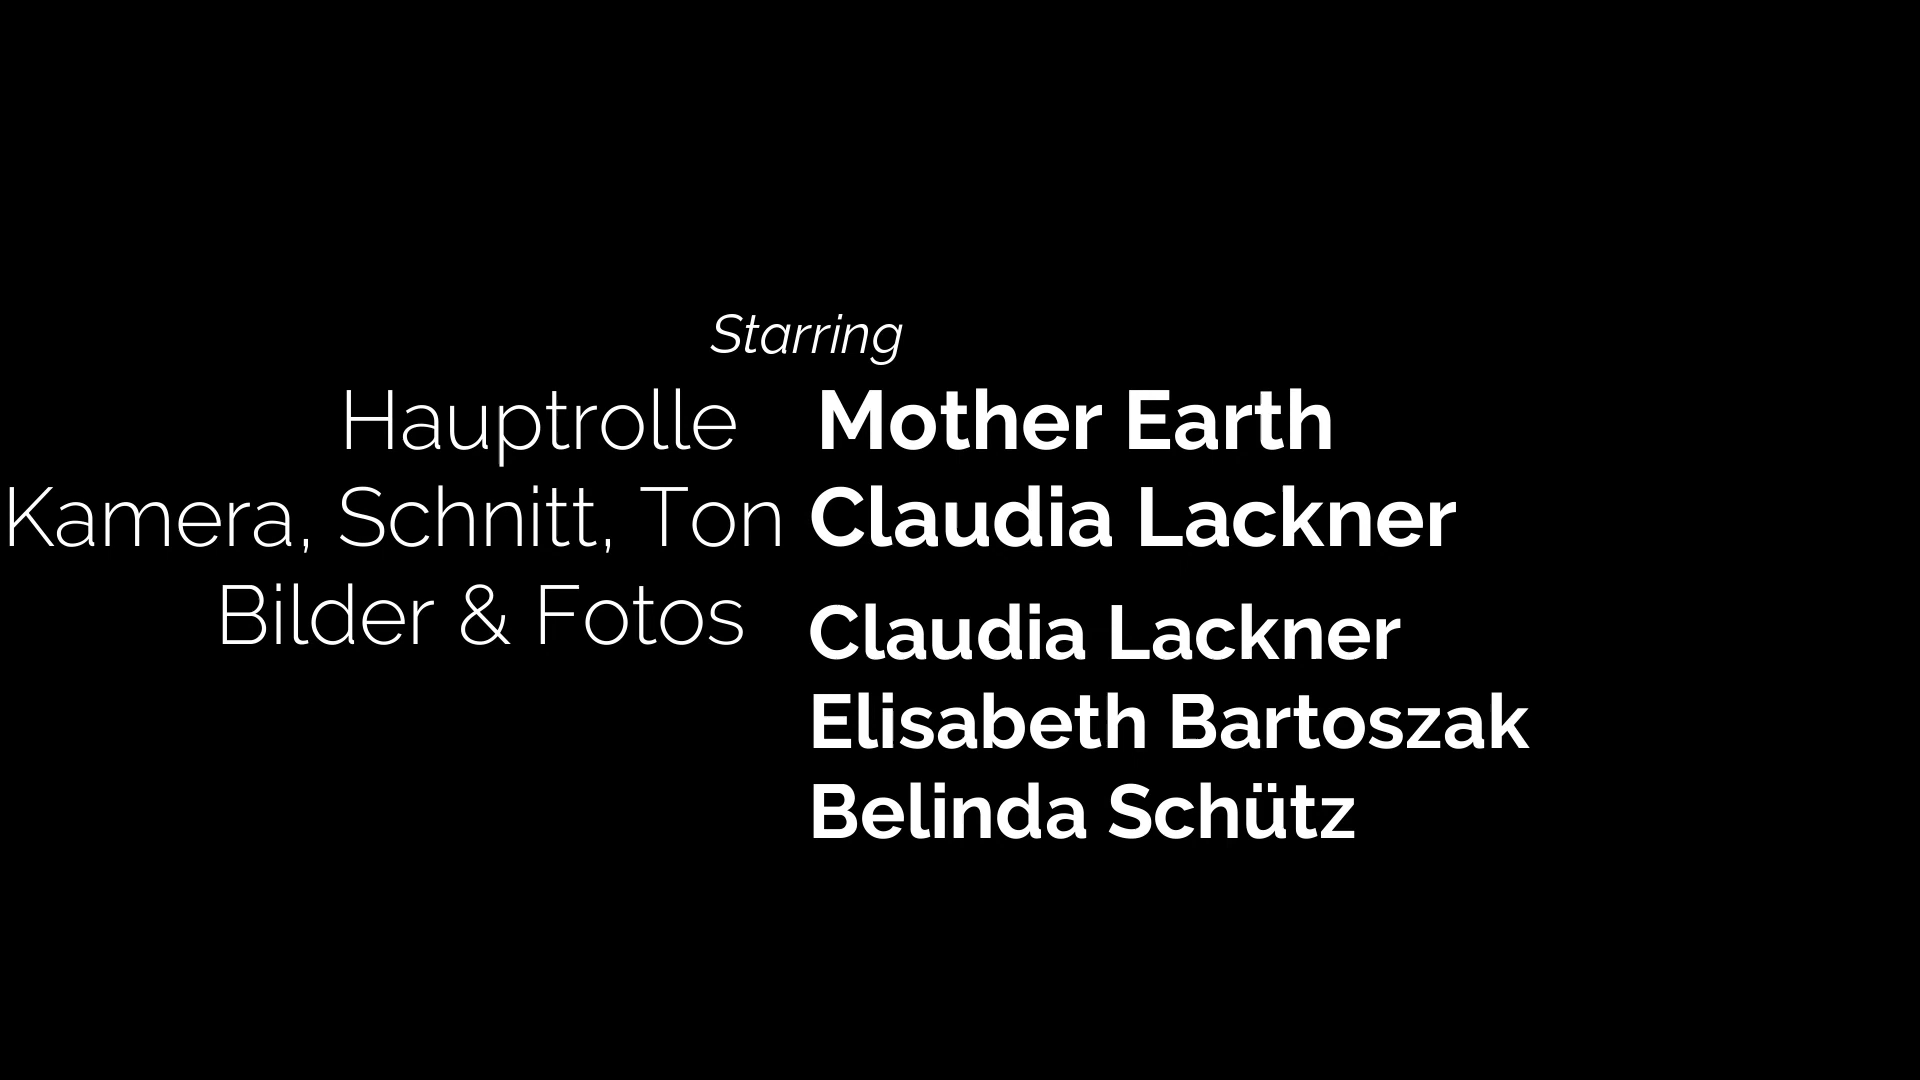 Starring
Hauptrolle Mother Earth
Kamera, Schnitt, Ton Claudia Lackner
Bilder & Fotos Claudia Lackner
Elisabeth Bartoszak
Belinda Schütz